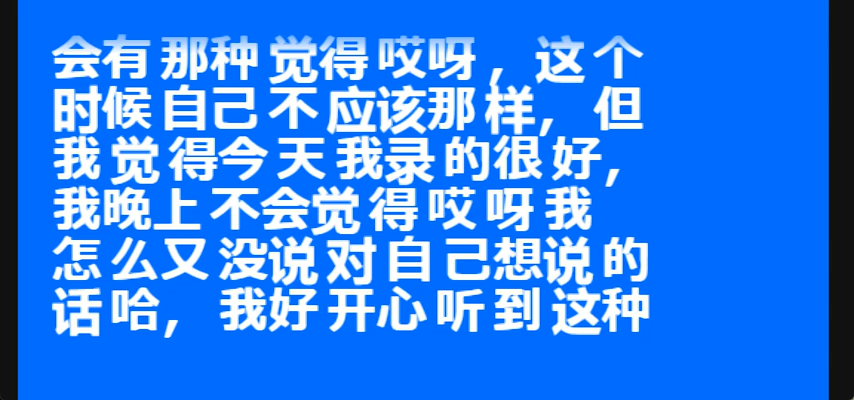 会有那种觉得哎呀，这个
时候自己不应该那样，但
我觉得今天我录的很好，
我晚上不会觉得哎呀我
怎么又没说对自己想说的
话哈，我好开心听到这种